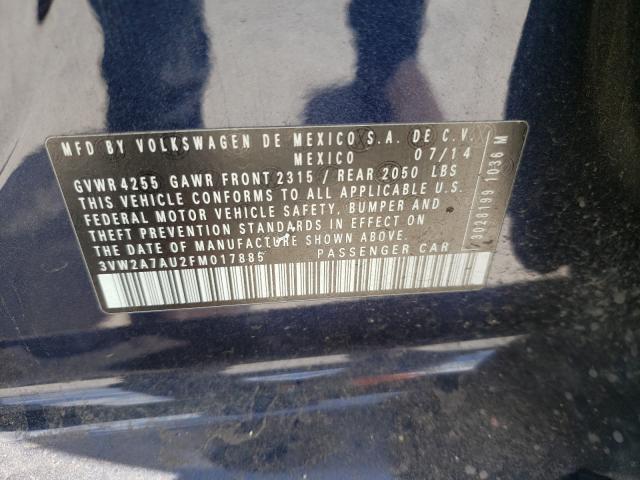 MFD BY VOLKSWAGEN DE MEXICO S.A. DE C.V.
MEXICO 07/14
GVWR 4255 GAWR FRONT 2315 / REAR 2050 LBS
THIS VEHICLE CONFORMS TO ALL APPLICABLE U.S.
FEDERAL MOTOR VEHICLE SAFETY, BUMPER AND
THEFT PREVENTION STANDARDS IN EFFECT ON
THE DATE OF MANUFACTURE SHOWN ABOVE.
3VW2A7AU2FM017885 PASSENGER CAR
3028199 1036 M